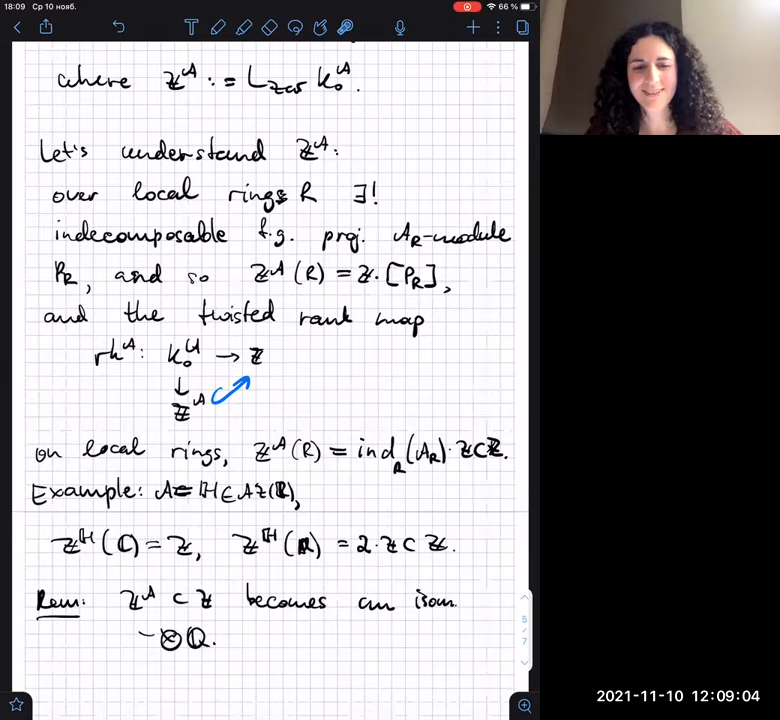 18:09 Ср 10 нояб.
66 %
where ℤ^A := L_Zar k₀^A.
Let's understand ℤ^A:
over local rings R ∃!
indecomposable f.g. proj. A_R-module
P_R, and so ℤ^A(R) = ℤ·[P_R],
and the twisted rank map
rk^A: k₀^A → ℤ
↓
ℤ^A
on local rings, ℤ^A(R) = ind_R(A_R)·ℤ⊂ℤ.
Example: A=ℍ∈Az(ℝ),
ℤ^ℍ(ℂ)=ℤ, ℤ^ℍ(ℝ)=2·ℤ⊂ℤ.
Rem: ℤ^A ⊂ ℤ becomes an isom.
-⊗ℚ.
5
/
7
2021-11-10 12:09:04